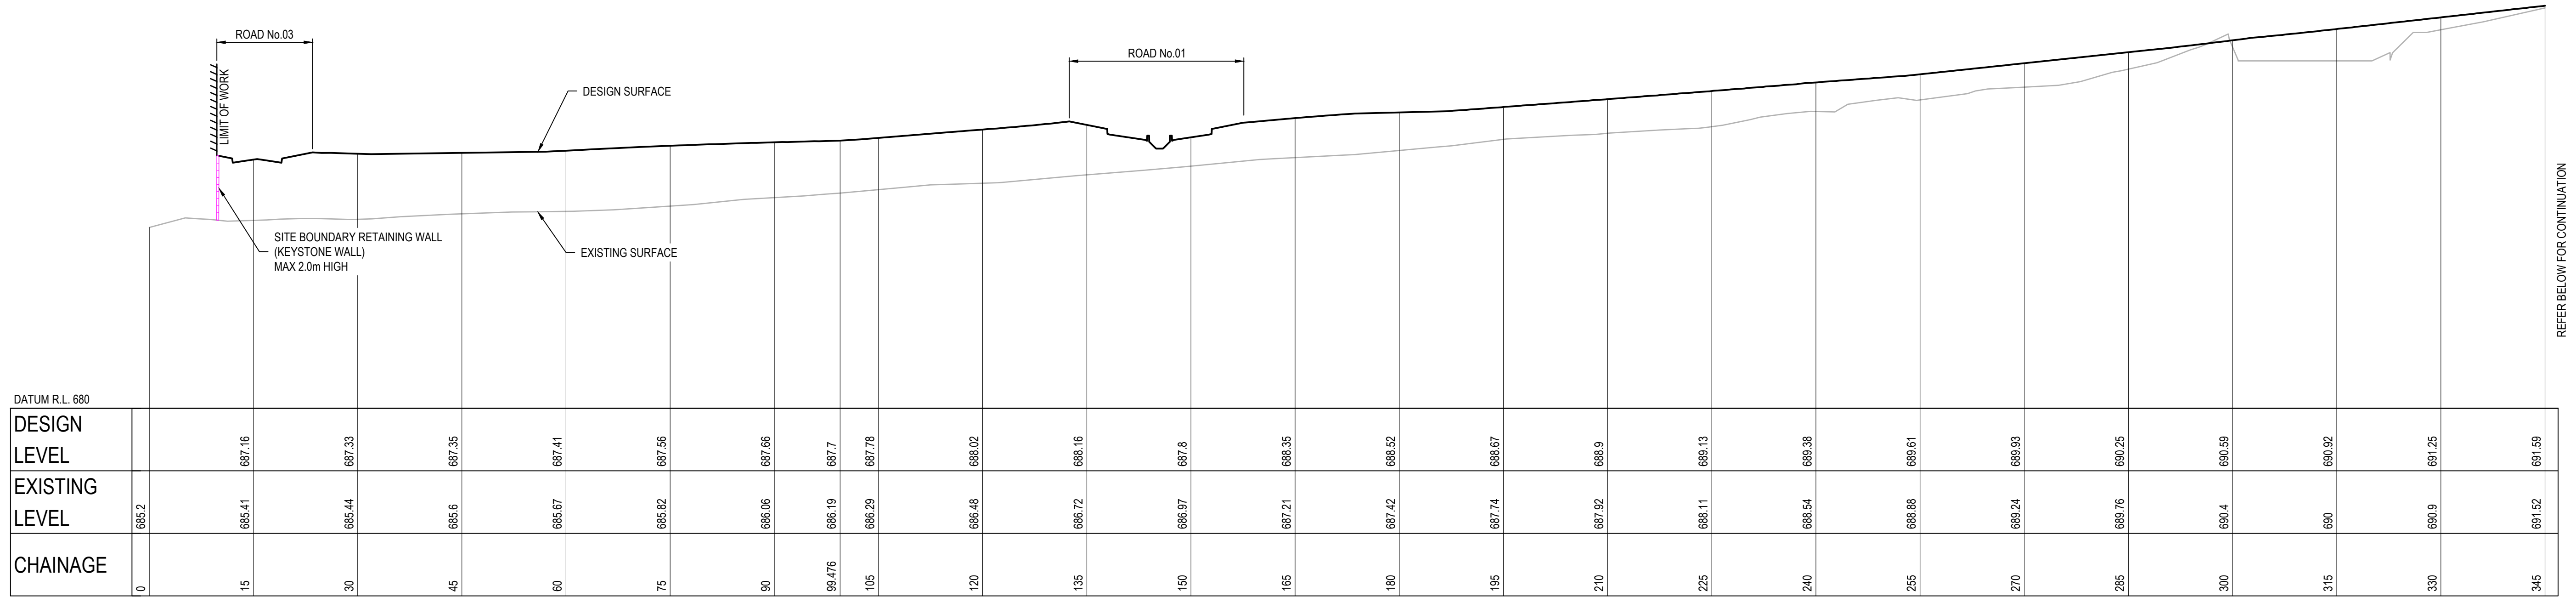 ROAD No.03
ROAD No.01
LIMIT OF WORK
DESIGN SURFACE
SITE BOUNDARY RETAINING WALL
(KEYSTONE WALL)
MAX 2.0m HIGH
EXISTING SURFACE
REFER BELOW FOR CONTINUATION
DATUM R.L. 680
DESIGN
LEVEL
687.16 687.33 687.35 687.41 687.56 687.66 687.7 687.78 688.02 688.16 687.8 688.35 688.52 688.67 688.9 689.13 689.38 689.61 689.93 690.25 690.59 690.92 691.25 691.59
EXISTING
LEVEL
685.2 685.41 685.44 685.6 685.67 685.82 686.06 686.19 686.29 686.48 686.72 686.97 687.21 687.42 687.74 687.92 688.11 688.54 688.88 689.24 689.76 690.4 690 690.9 691.52
CHAINAGE
0 15 30 45 60 75 90 99.476 105 120 135 150 165 180 195 210 225 240 255 270 285 300 315 330 345